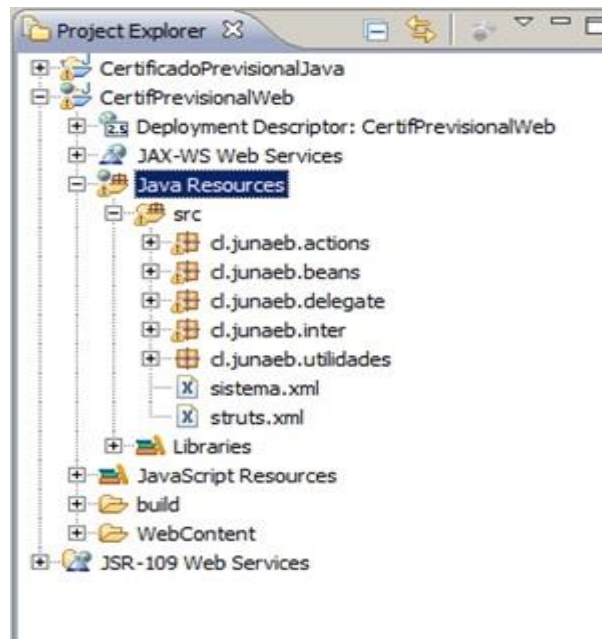 Project Explorer
CertificadoPrevisionalJava
CertifPrevisionalWeb
2.5 Deployment Descriptor: CertifPrevisionalWeb
JAX-WS Web Services
Java Resources
src
cl.junaeb.actions
cl.junaeb.beans
cl.junaeb.delegate
cl.junaeb.inter
cl.junaeb.utilidades
sistema.xml
struts.xml
Libraries
JavaScript Resources
build
WebContent
JSR-109 Web Services